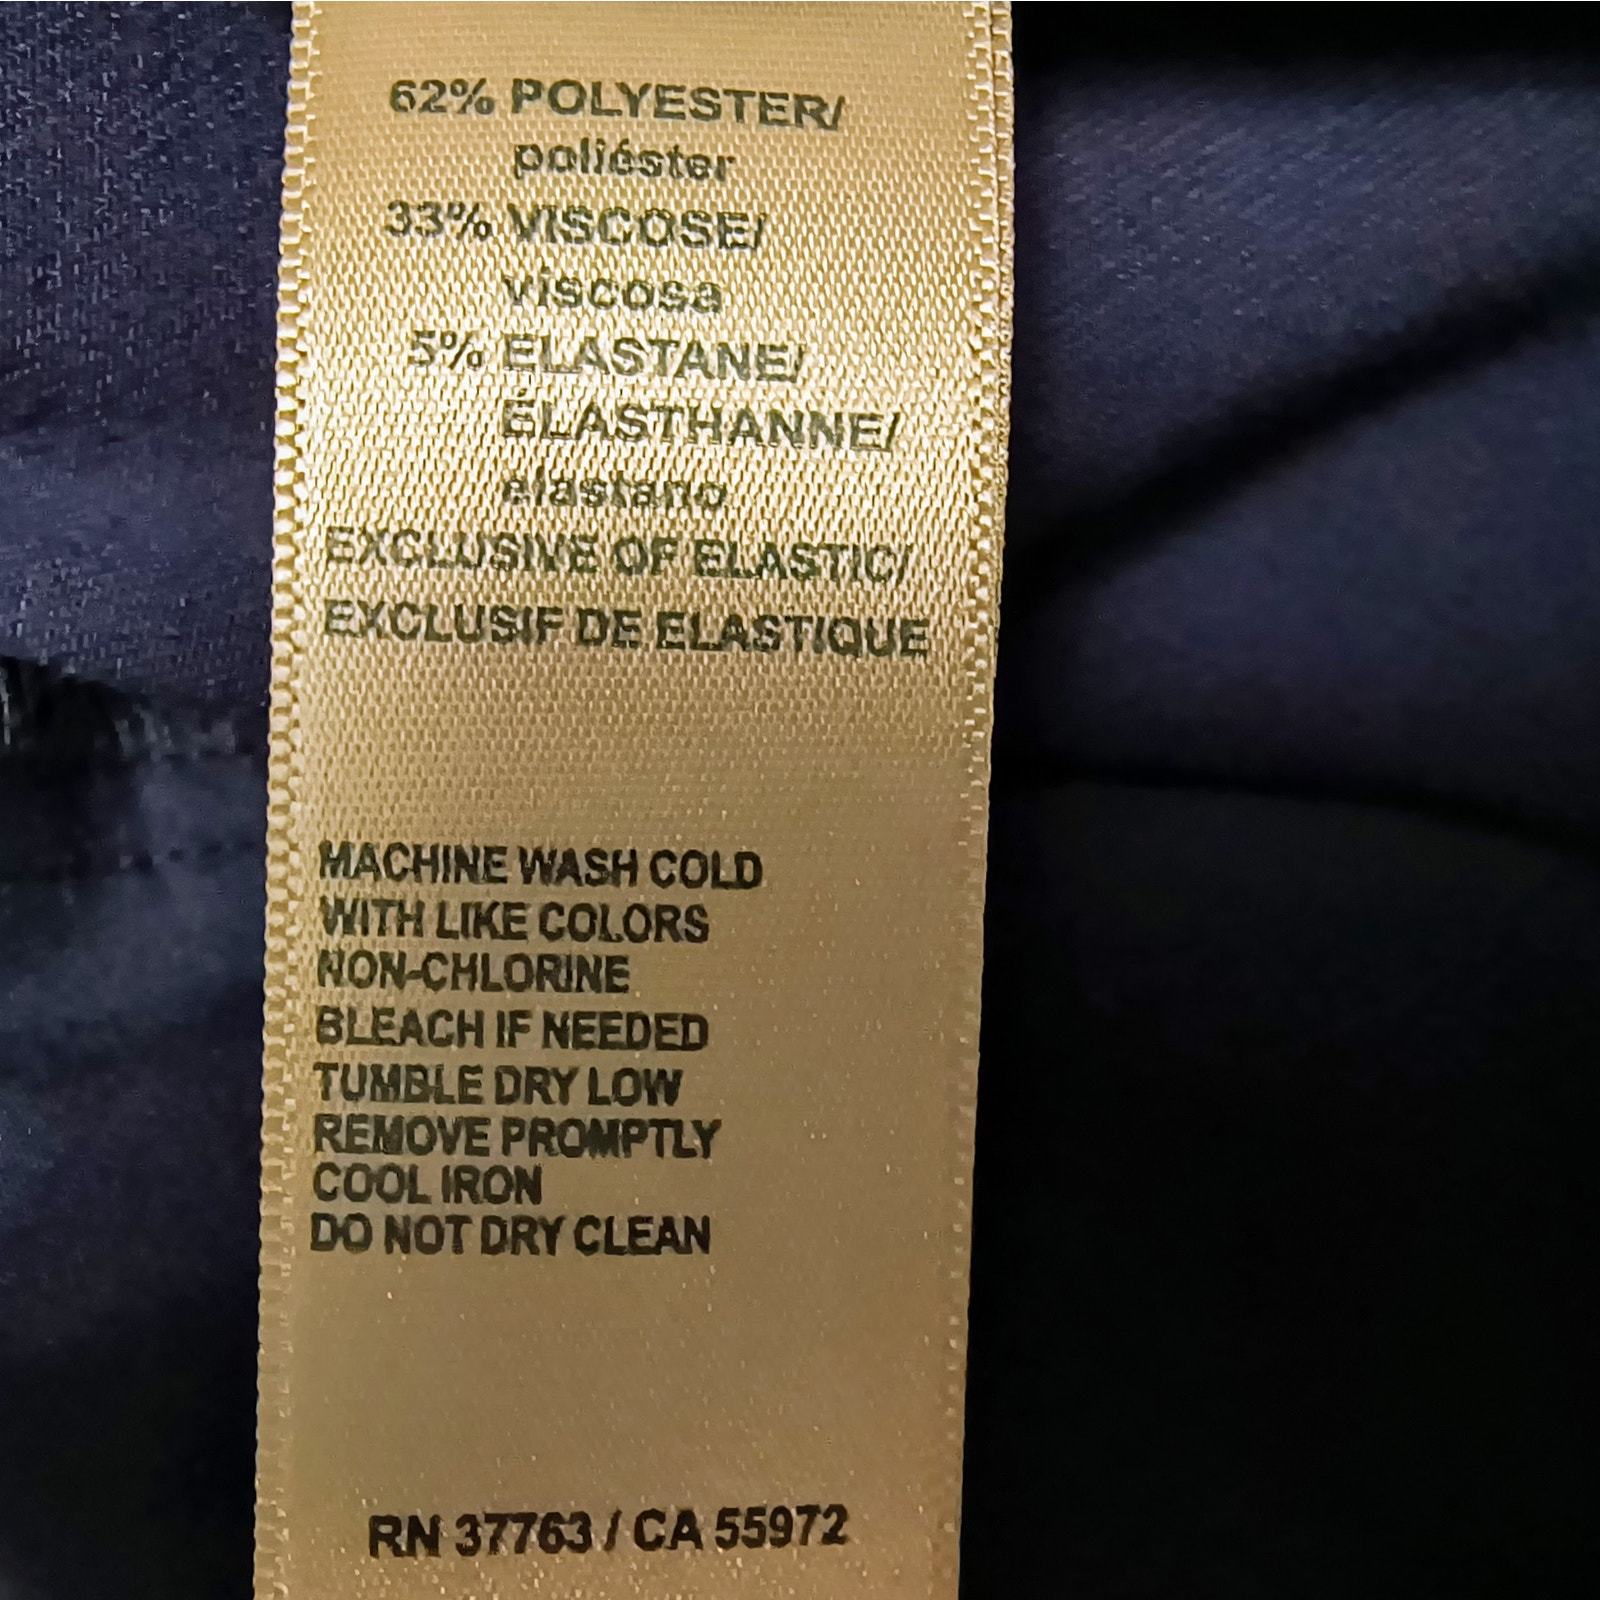 62% POLYESTER/
poliéster
33% VISCOSE/
viscosa
5% ELASTANE/
ÉLASTHANNE/
elastano
EXCLUSIVE OF ELASTIC/
EXCLUSIF DE ELASTIQUE
MACHINE WASH COLD
WITH LIKE COLORS
NON-CHLORINE
BLEACH IF NEEDED
TUMBLE DRY LOW
REMOVE PROMPTLY
COOL IRON
DO NOT DRY CLEAN
RN 37763 / CA 55972